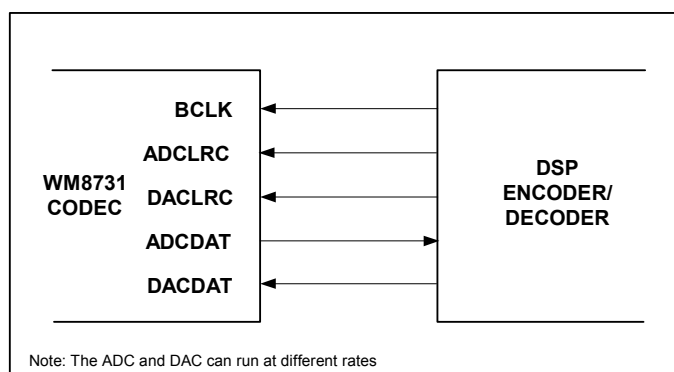 BCLK
ADCLRC
WM8731
CODEC
DACLRC
ADCDAT
DACDAT
DSP
ENCODER/
DECODER
Note: The ADC and DAC can run at different rates